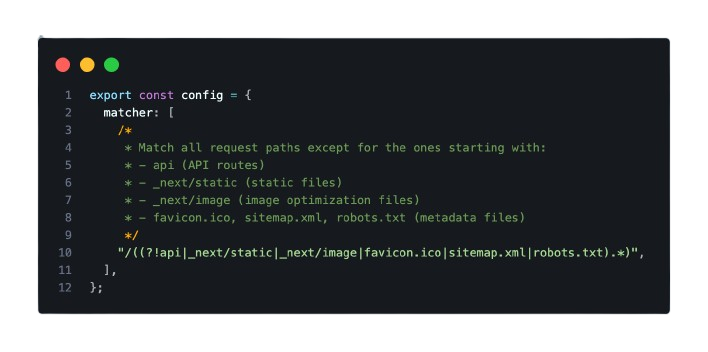 1 export const config = {
2 matcher: [
3 /*
4 * Match all request paths except for the ones starting with:
5 * - api (API routes)
6 * - _next/static (static files)
7 * - _next/image (image optimization files)
8 * - favicon.ico, sitemap.xml, robots.txt (metadata files)
9 */
10 "/((?!api|_next/static|_next/image|favicon.ico|sitemap.xml|robots.txt).*)",
11 ],
12 };